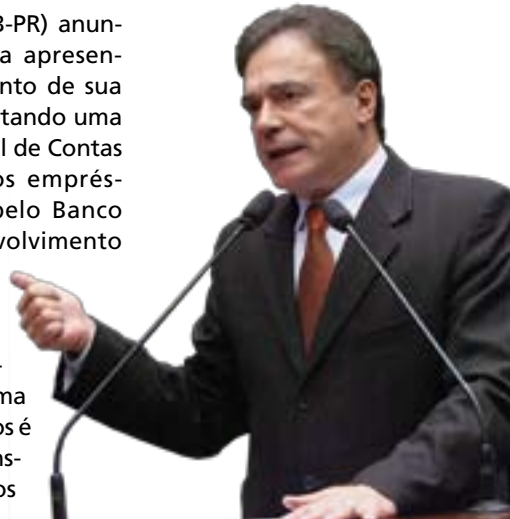 B-PR) anun-
a apresen-
nto de sua
tando uma
l de Contas
os emprés-
pelo Banco
volvimento
-
ma
os é
ns-
os